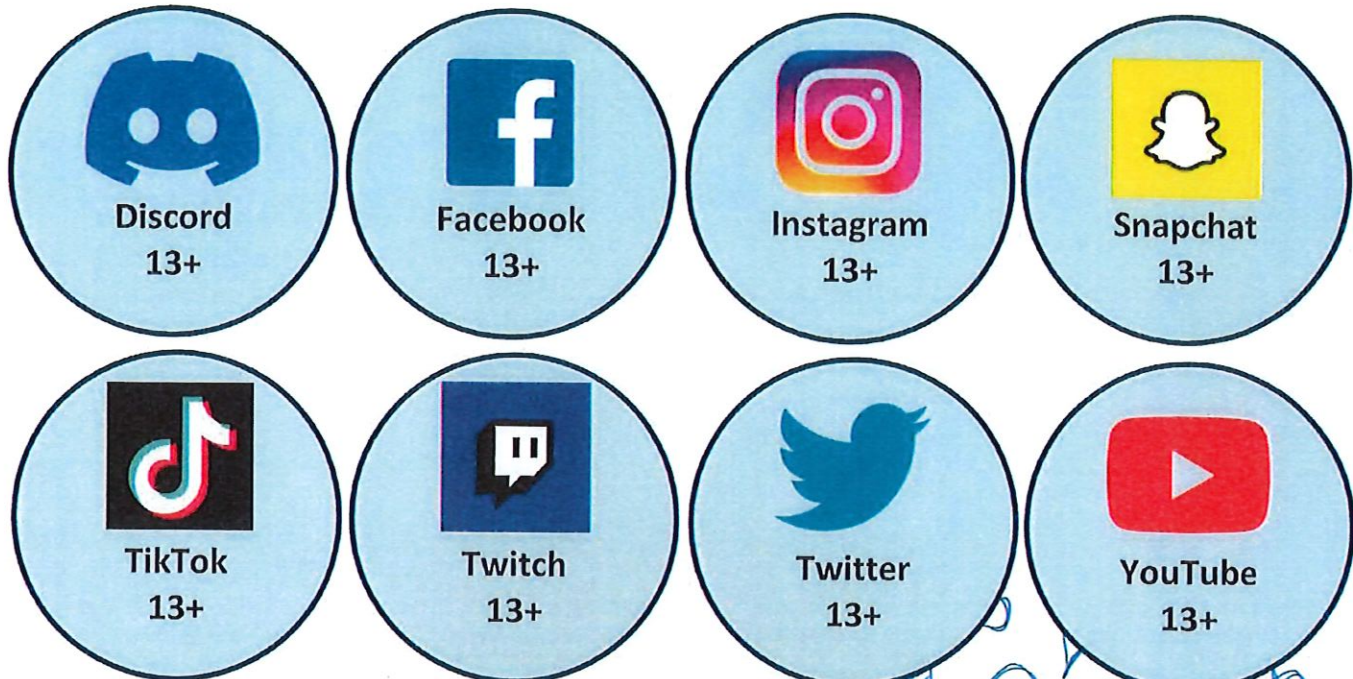 Discord
13+
Facebook
13+
Instagram
13+
Snapchat
13+
TikTok
13+
Twitch
13+
Twitter
13+
YouTube
13+